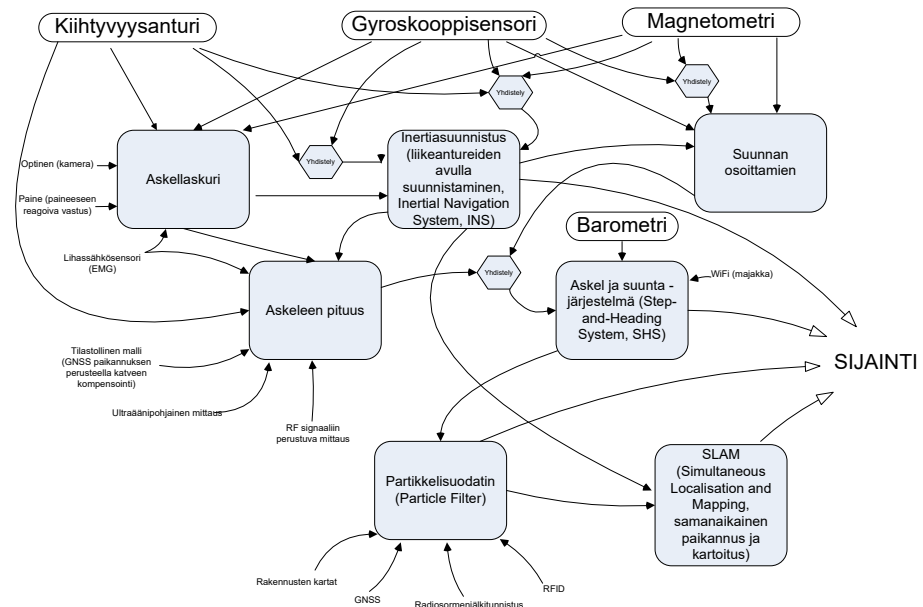 Kiihtyvyysanturi
Gyroskooppisensori
Magnetometri
Yhdistely
Yhdistely
Yhdistely
Askellaskuri
Inertiasuunnistus
(liikeantureiden
avulla
suunnistaminen,
Inertial Navigation
System, INS)
Suunnan
osoittamien
Optinen (kamera)
Paine (paineeseen
reagoiva vastus)
Lihassähkösensori
(EMG)
Barometri
Yhdistely
WiFi (majakka)
Askeleen pituus
Askel ja suunta -
järjestelmä (Step-
and-Heading
System, SHS)
Tilastollinen malli
(GNSS paikannuksen
perusteella katveen
kompensointi)
Ultraäänipohjainen mittaus
RF signaaliin
perustuva mittaus
SIJAINTI
Partikkelisuodatin
(Particle Filter)
SLAM
(Simultaneous
Localisation and
Mapping,
samanaikainen
paikannus ja
kartoitus)
Rakennusten kartat
GNSS
Radiosormenjälkitunnistus
RFID